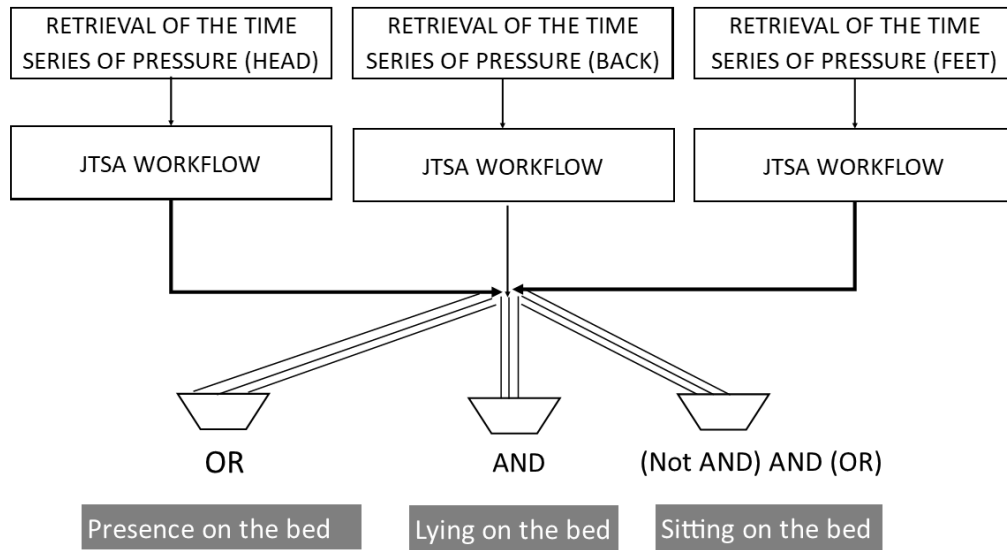 RETRIEVAL OF THE TIME
SERIES OF PRESSURE (HEAD)
RETRIEVAL OF THE TIME
SERIES OF PRESSURE (BACK)
RETRIEVAL OF THE TIME
SERIES OF PRESSURE (FEET)
JTSA WORKFLOW
JTSA WORKFLOW
JTSA WORKFLOW
OR
AND
(Not AND) AND (OR)
Presence on the bed
Lying on the bed
Sitting on the bed